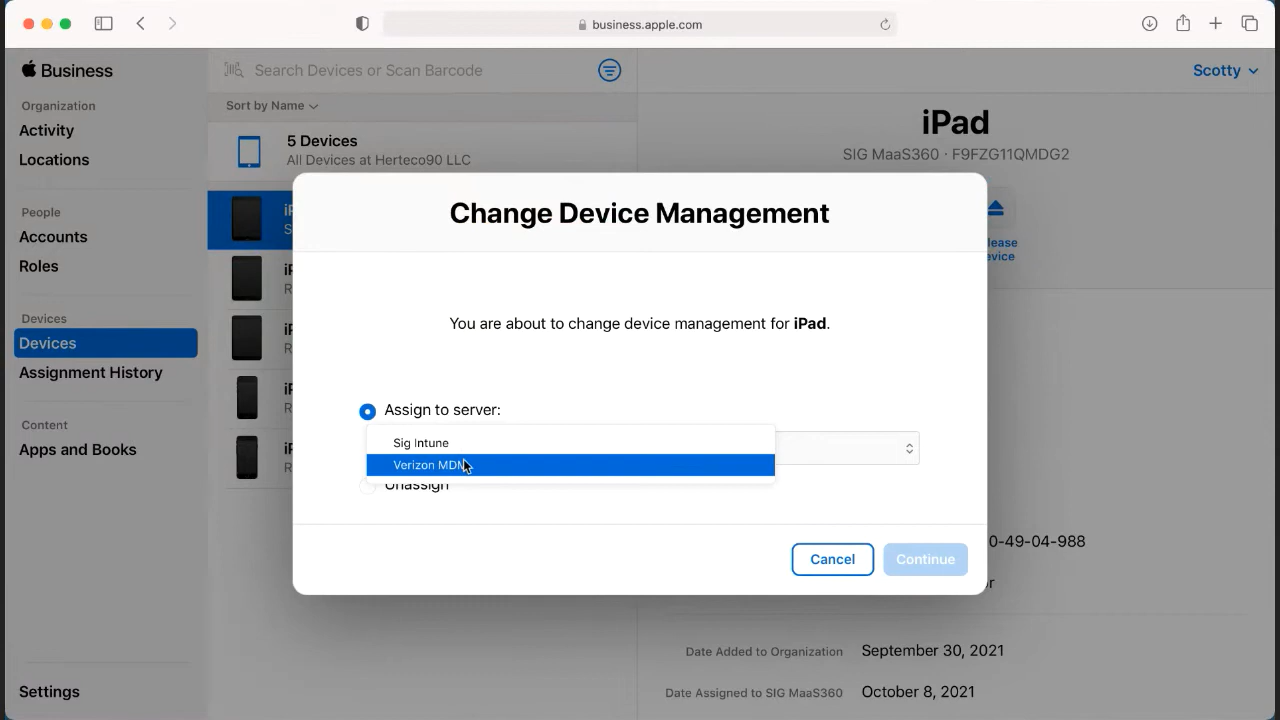 business.apple.com
Business
Search Devices or Scan Barcode
Scotty
Organization
Activity
Locations
People
Accounts
Roles
Devices
Devices
Assignment History
Content
Apps and Books
Settings
Sort by Name
5 Devices
All Devices at Herteco90 LLC
iPad
SIG MaaS360 · F9FZG11QMDG2
Change Device Management
You are about to change device management for iPad.
Assign to server:
Sig Intune
Verizon MDM
Unassign
Cancel
Continue
0-49-04-988
Date Added to Organization
September 30, 2021
Date Assigned to SIG MaaS360
October 8, 2021